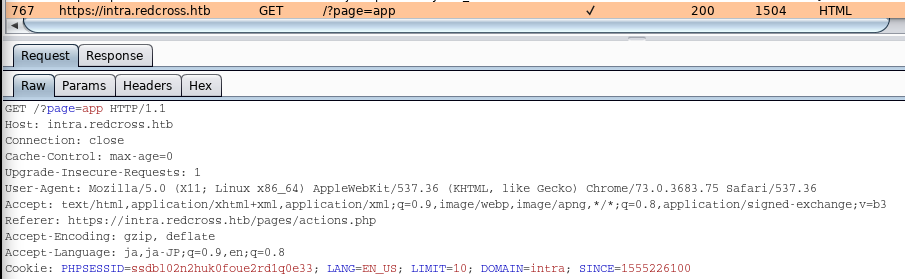 767 https://intra.redcross.htb GET /?page=app ✓ 200 1504 HTML
Request Response
Raw Params Headers Hex
GET /?page=app HTTP/1.1
Host: intra.redcross.htb
Connection: close
Cache-Control: max-age=0
Upgrade-Insecure-Requests: 1
User-Agent: Mozilla/5.0 (X11; Linux x86_64) AppleWebKit/537.36 (KHTML, like Gecko) Chrome/73.0.3683.75 Safari/537.36
Accept: text/html,application/xhtml+xml,application/xml;q=0.9,image/webp,image/apng,*/*;q=0.8,application/signed-exchange;v=b3
Referer: https://intra.redcross.htb/pages/actions.php
Accept-Encoding: gzip, deflate
Accept-Language: ja,ja-JP;q=0.9,en;q=0.8
Cookie: PHPSESSID=ssdbl02n2huk0foue2rd1q0e33; LANG=EN_US; LIMIT=10; DOMAIN=intra; SINCE=1555226100